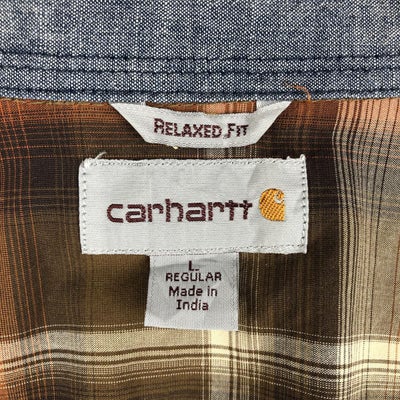 RELAXED FIT
carhartt
L
REGULAR
Made in
India